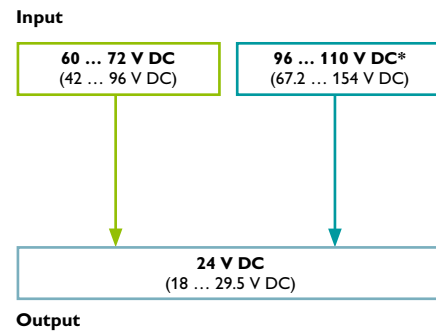 Input
60 … 72 V DC
(42 … 96 V DC)
96 … 110 V DC*
(67.2 … 154 V DC)
24 V DC
(18 … 29.5 V DC)
Output